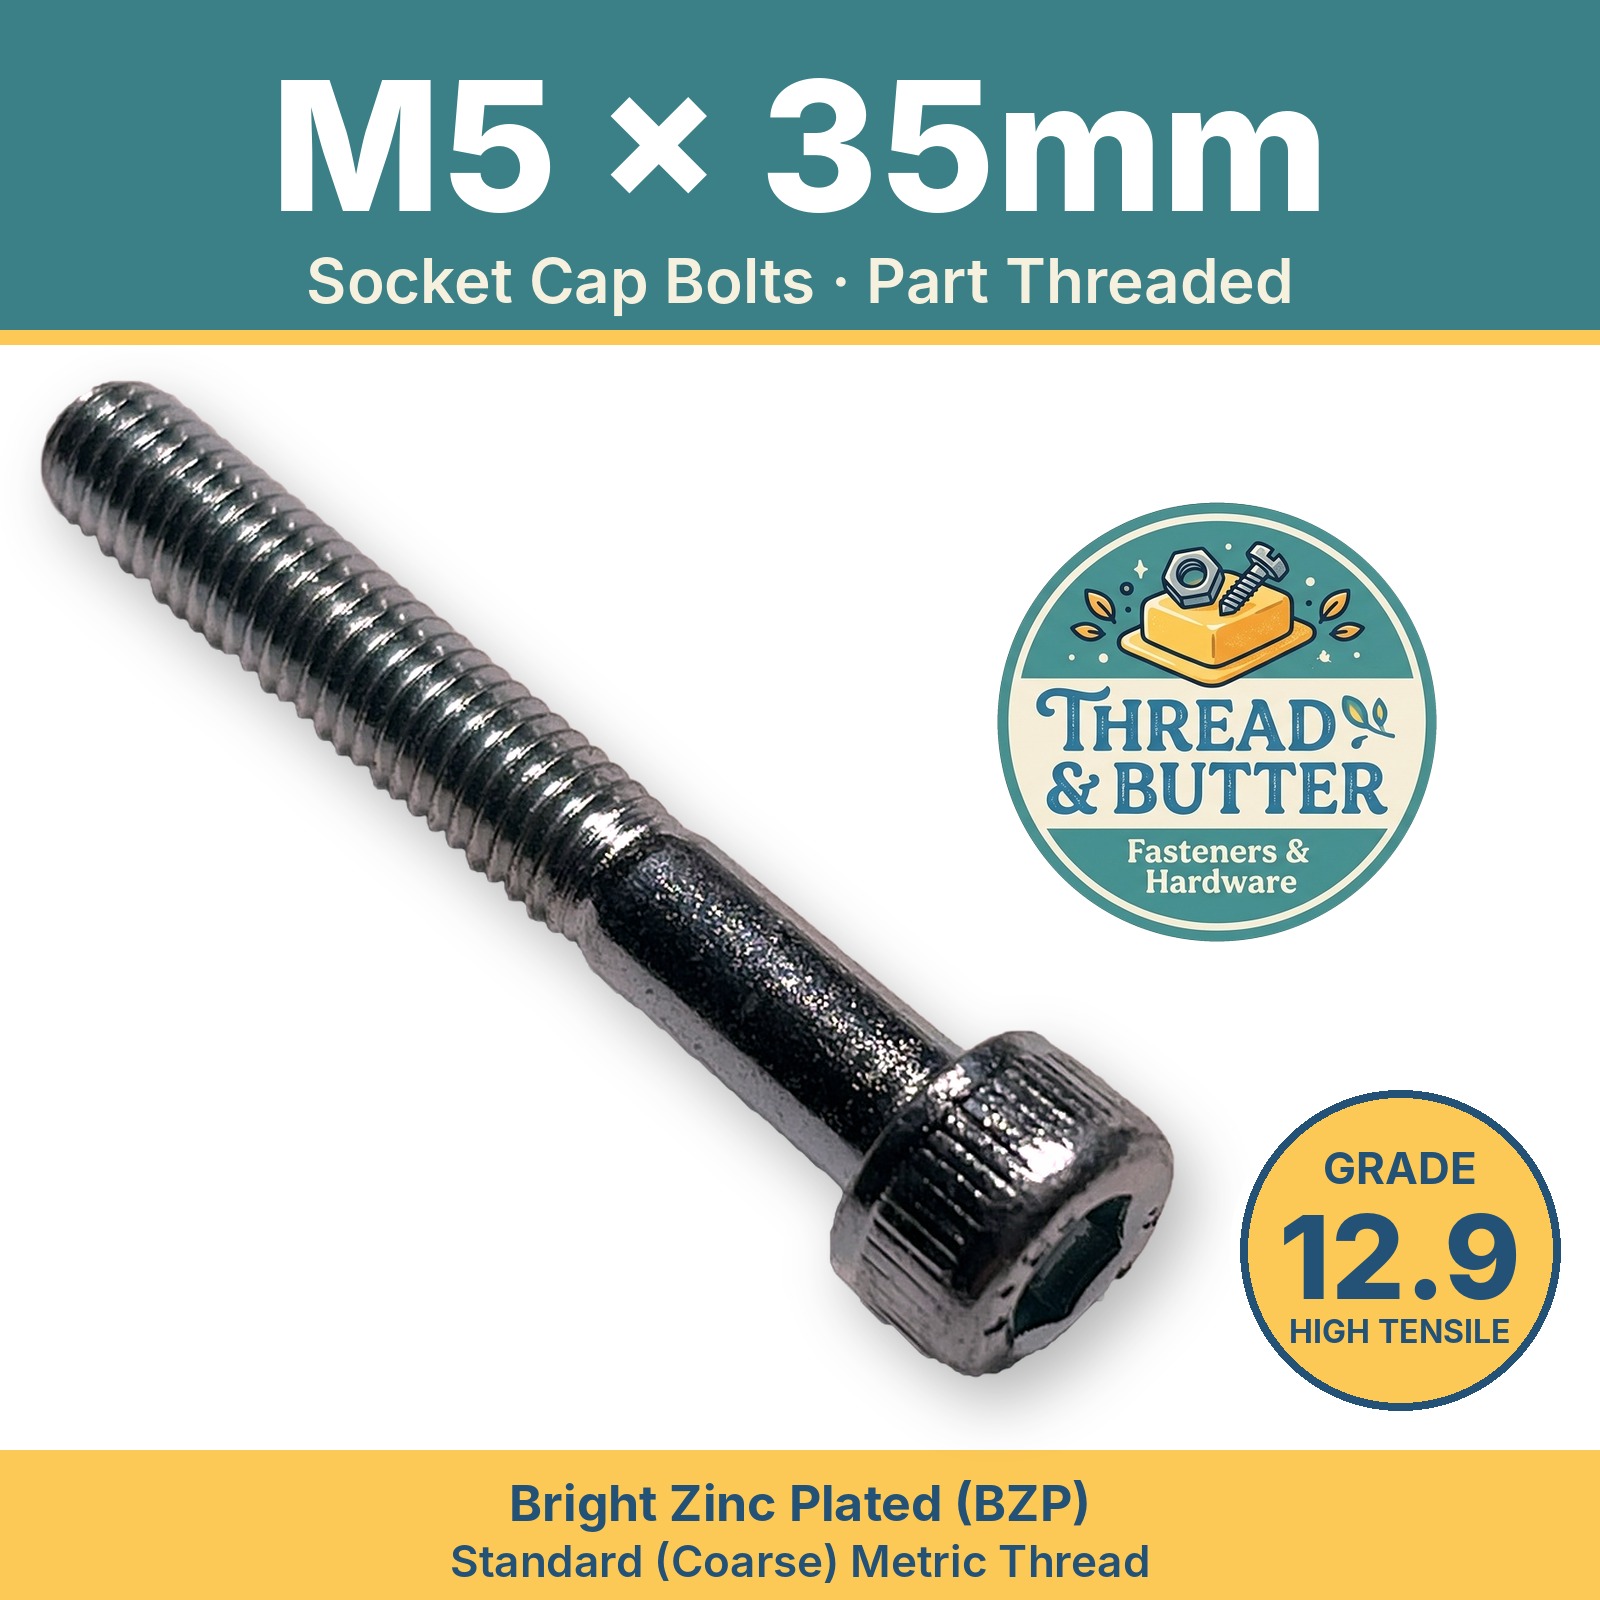 M5 × 35mm
Socket Cap Bolts · Part Threaded
THREAD
& BUTTER
Fasteners &
Hardware
GRADE
12.9
HIGH TENSILE
Bright Zinc Plated (BZP)
Standard (Coarse) Metric Thread